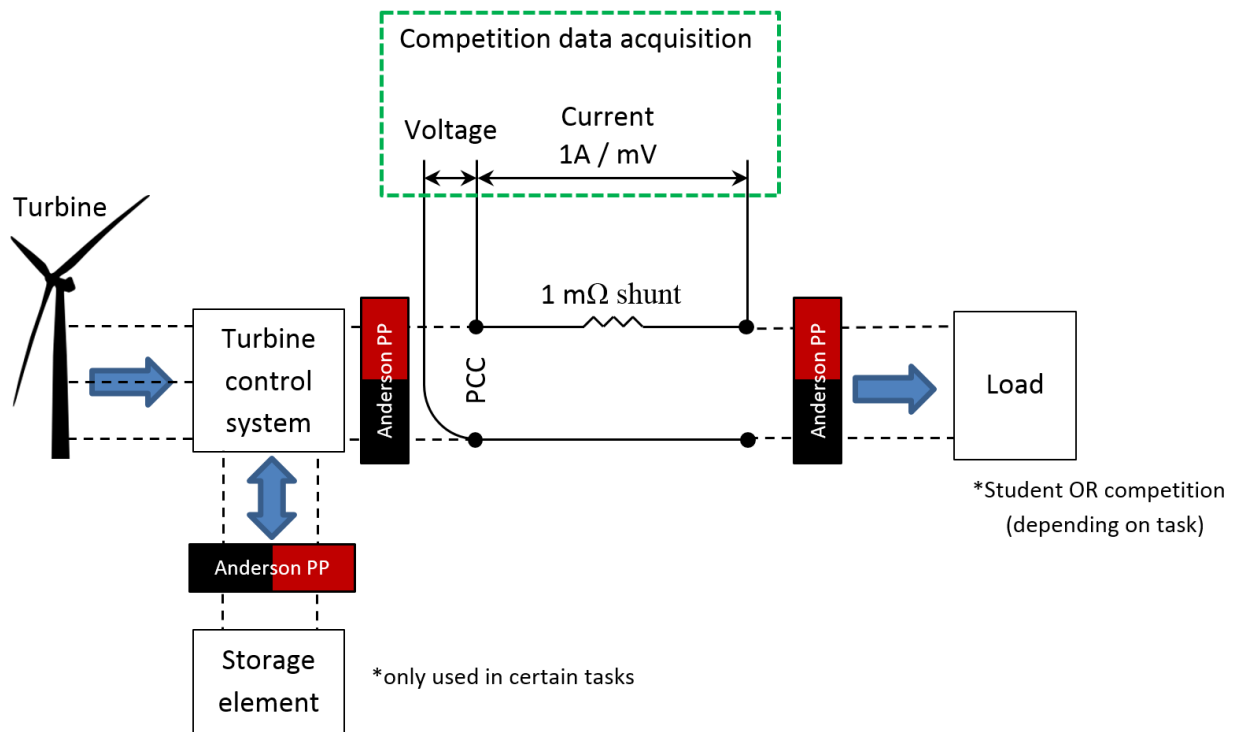 Competition data acquisition
Voltage
Current
1A / mV
Turbine
1 mΩ shunt
Turbine
control
system
Anderson PP
PCC
Anderson PP
Load
*Student OR competition
(depending on task)
Anderson PP
Storage
element
*only used in certain tasks